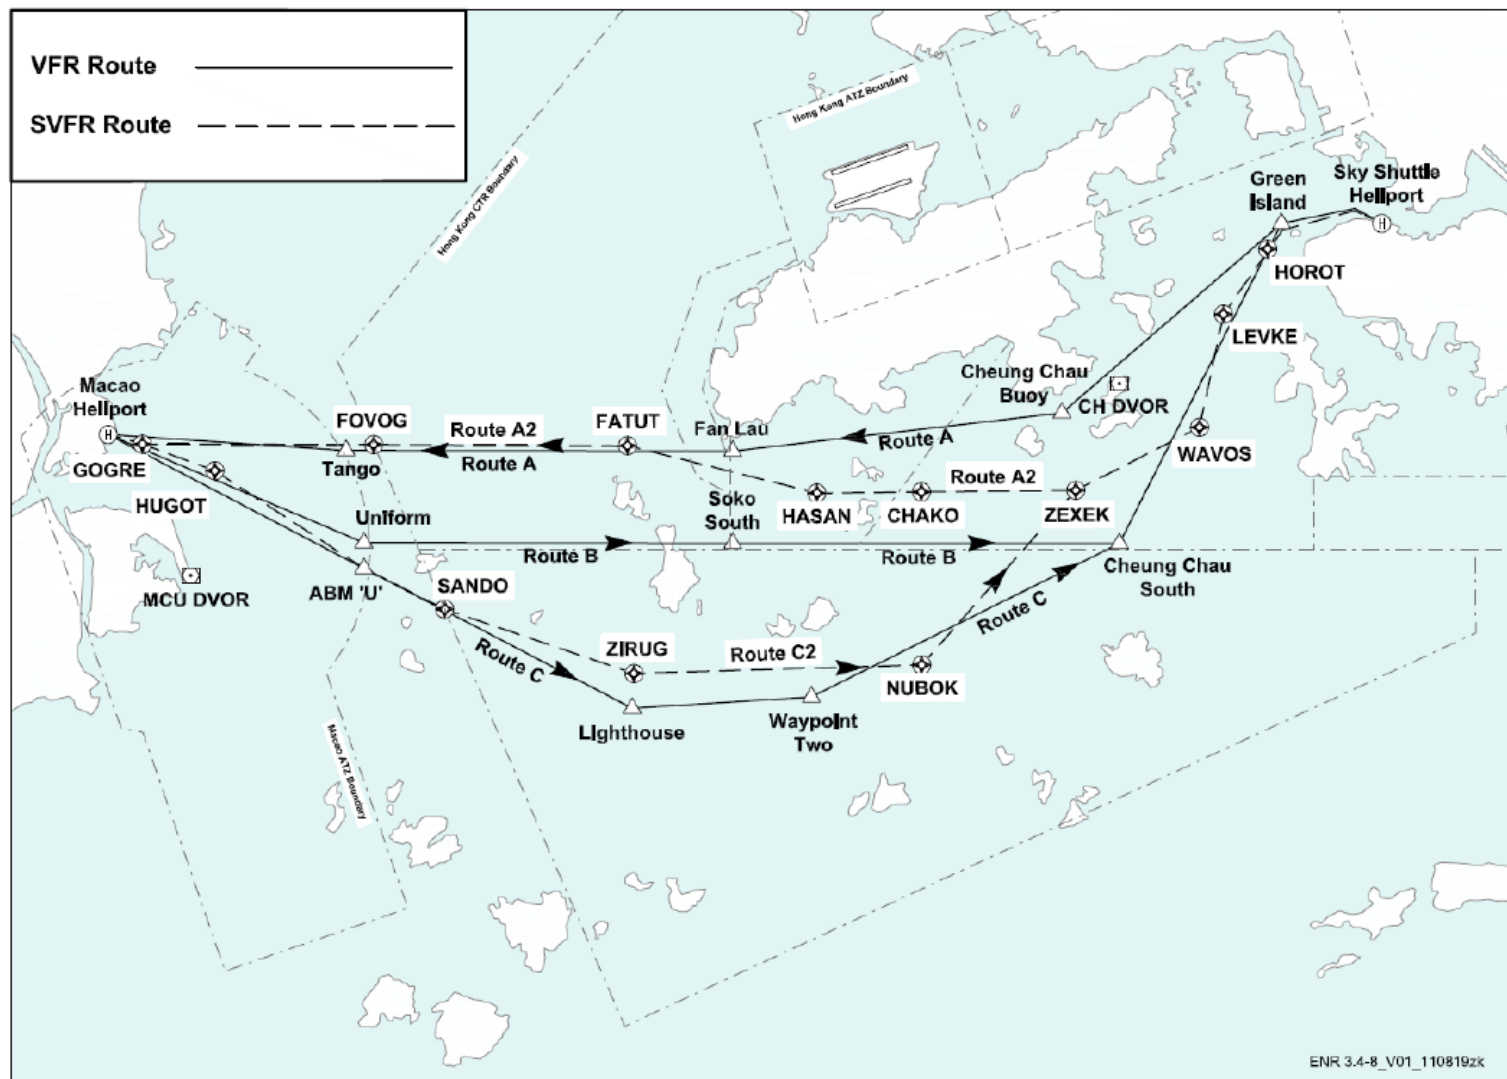 VFR Route
SVFR Route
Hong Kong ATZ Boundary
Hong Kong CTR Boundary
Green
Island
Sky Shuttle
Heliport
HOROT
LEVKE
Macao
Heliport
Cheung Chau
Buoy
CH DVOR
FOVOG
Route A2
FATUT
Fan Lau
Route A
WAVOS
GOGRE
Tango
Route A
HUGOT
Uniform
Soko
South
HASAN
CHAKO
Route A2
ZEXEK
Route B
Route B
Cheung Chau
South
MCU DVOR
ABM 'U'
SANDO
Route C
Route C
ZIRUG
Route C2
NUBOK
Lighthouse
Waypoint
Two
Macao ATZ Boundary
ENR 3.4-8_V01_110819zk